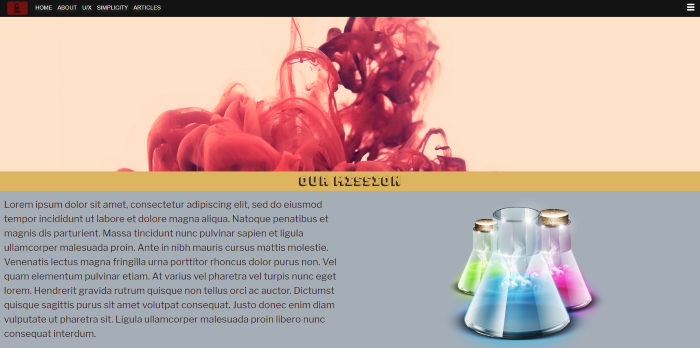 HOME ABOUT U/X SIMPLICITY ARTICLES
OUR MISSION
Lorem ipsum dolor sit amet, consectetur adipiscing elit, sed do eiusmod
tempor incididunt ut labore et dolore magna aliqua. Natoque penatibus et
magnis dis parturient. Massa tincidunt nunc pulvinar sapien et ligula
ullamcorper malesuada proin. Ante in nibh mauris cursus mattis molestie.
Venenatis lectus magna fringilla urna porttitor rhoncus dolor purus non. Vel
quam elementum pulvinar etiam. At varius vel pharetra vel turpis nunc eget
lorem. Hendrerit gravida rutrum quisque non tellus orci ac auctor. Dictumst
quisque sagittis purus sit amet volutpat consequat. Justo donec enim diam
vulputate ut pharetra sit. Ligula ullamcorper malesuada proin libero nunc
consequat interdum.